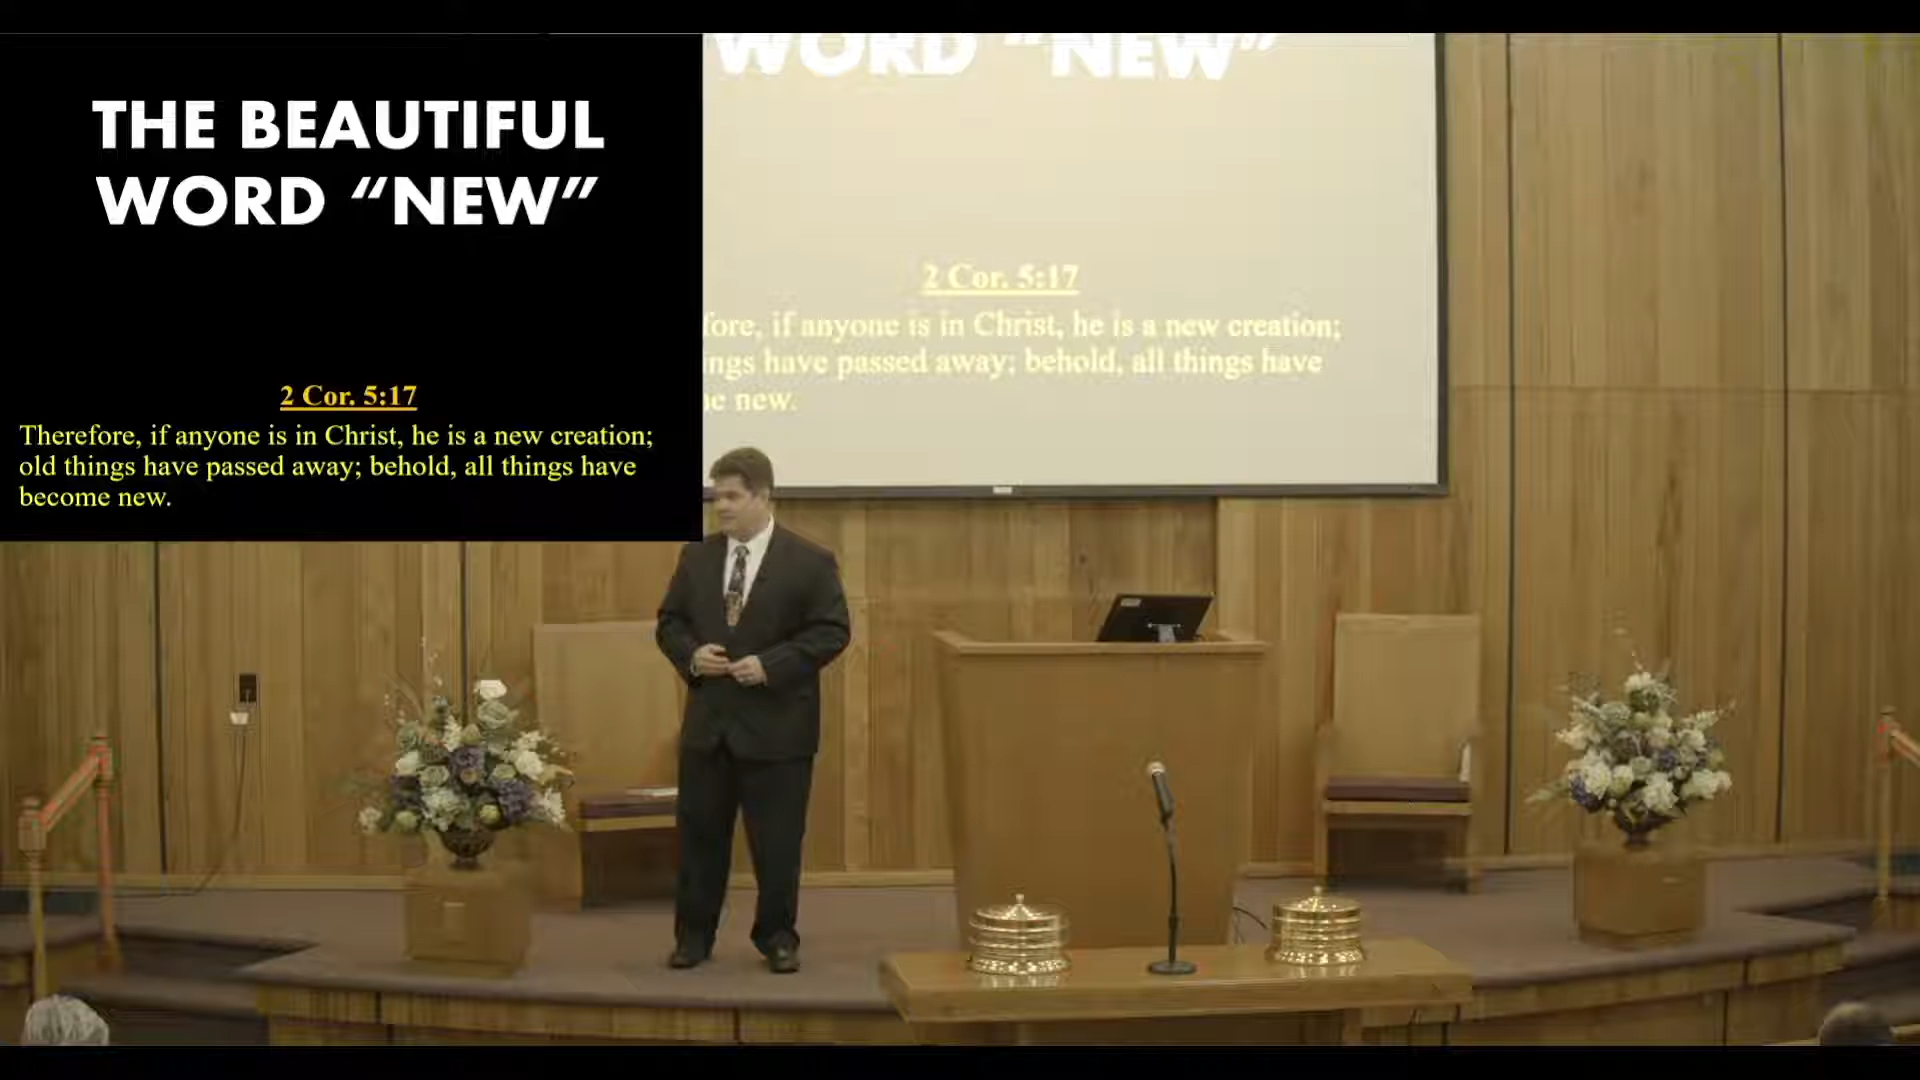 THE BEAUTIFUL
WORD “NEW”
2 Cor. 5:17
Therefore, if anyone is in Christ, he is a new creation;
old things have passed away; behold, all things have
become new.
WORD “NEW”
2 Cor. 5:17
fore, if anyone is in Christ, he is a new creation;
ings have passed away; behold, all things have
e new.